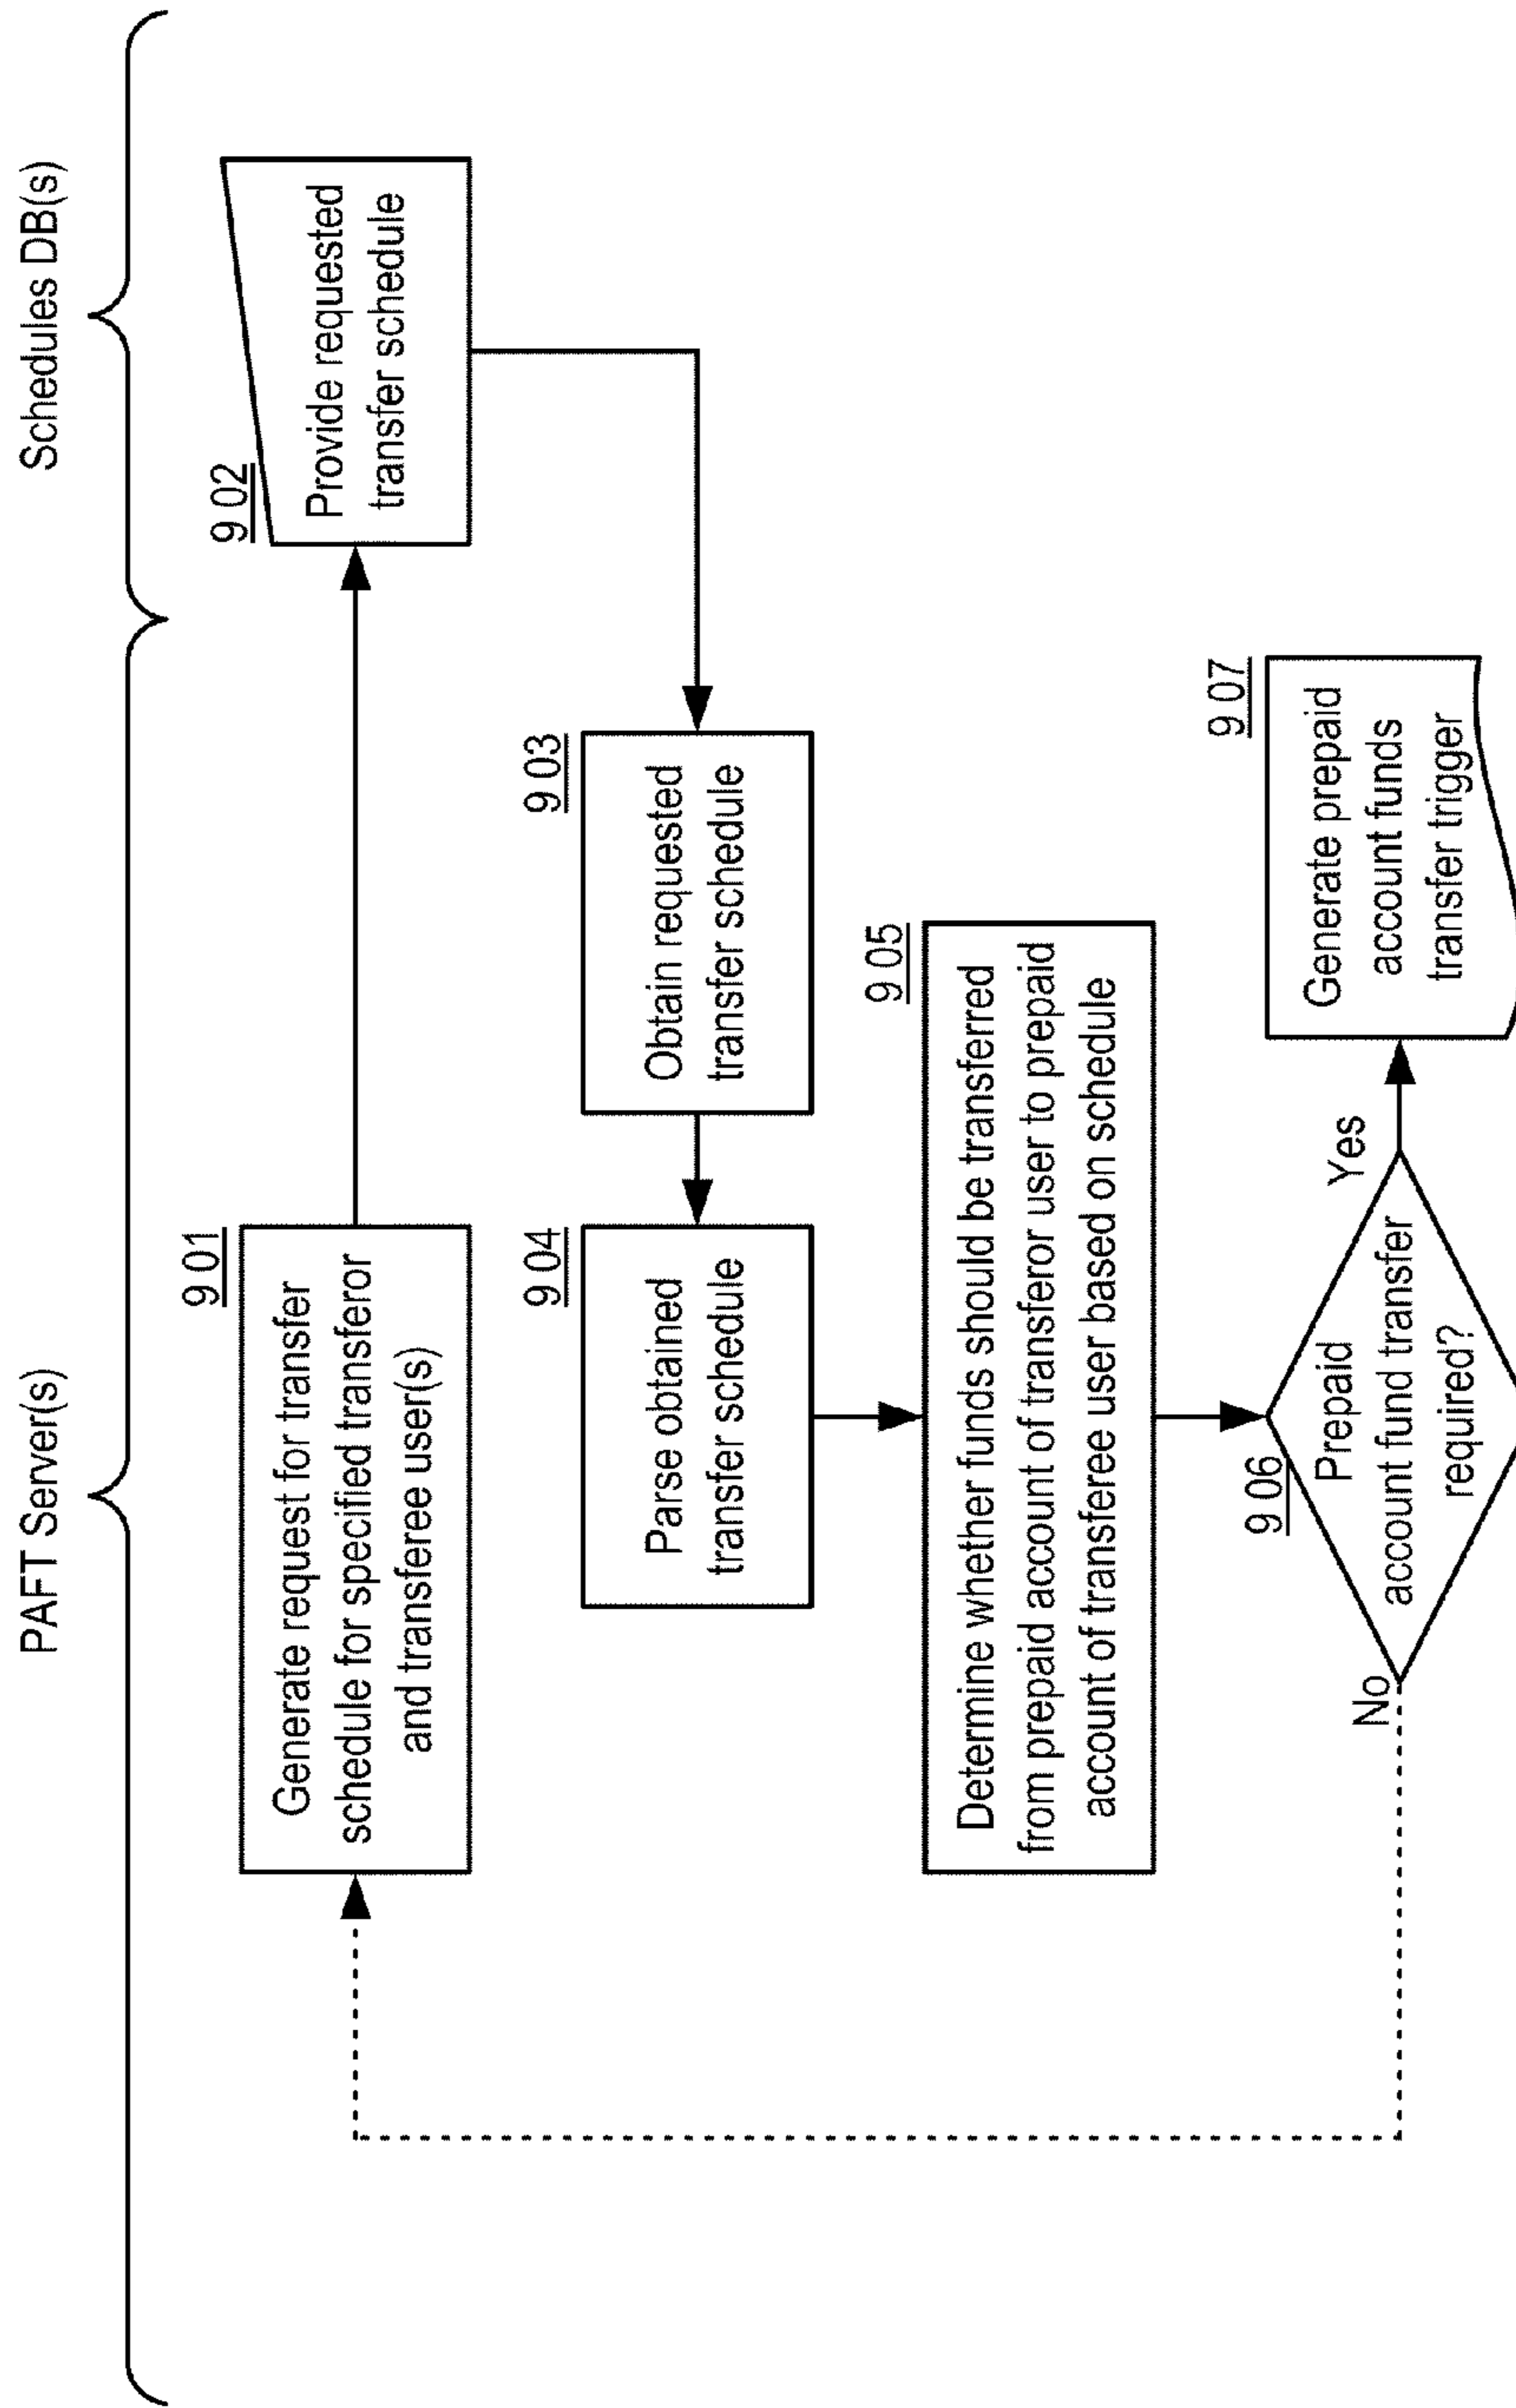 PAFT Server(s)
Schedules DB(s)
9 01
Generate request for transfer
schedule for specified transferor
and transferee user(s)
9 02
Provide requested
transfer schedule
9 03
Obtain requested
transfer schedule
9 04
Parse obtained
transfer schedule
9 05
Determine whether funds should be transferred
from prepaid account of transferor user to prepaid
account of transferee user based on schedule
9 06
Prepaid
account fund transfer
required?
No
Yes
9 07
Generate prepaid
account funds
transfer trigger